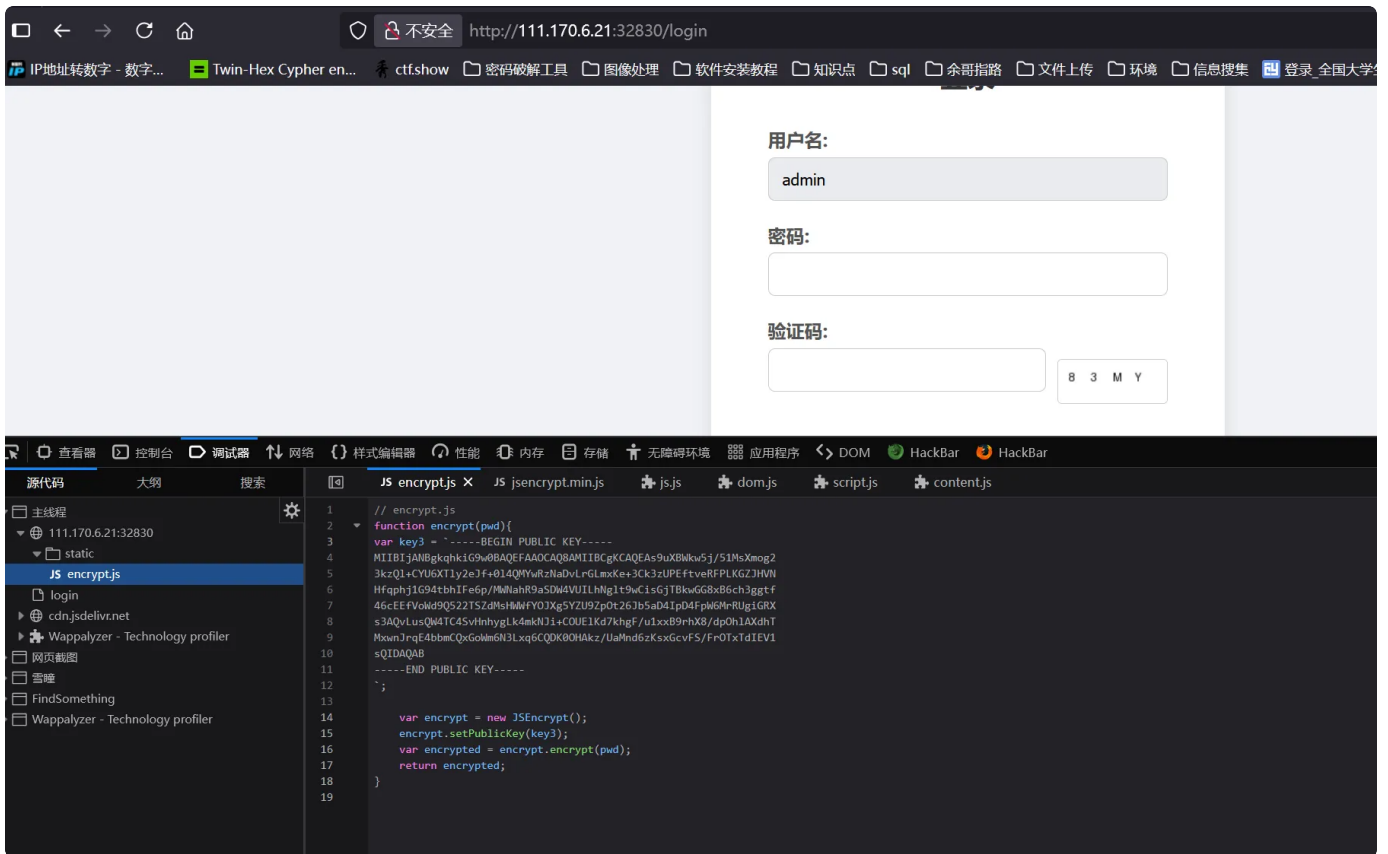 不安全 http://111.170.6.21:32830/login
IP地址转数字 - 数字... Twin-Hex Cypher en... ctf.show 密码破解工具 图像处理 软件安装教程 知识点 sql 余哥指路 文件上传 环境 信息搜集 登录_全国大学生
用户名:
admin
密码:
验证码:
8 3 M Y
查看器 控制台 调试器 网络 样式编辑器 性能 内存 存储 无障碍环境 应用程序 DOM HackBar HackBar
源代码 大纲 搜索 JS encrypt.js JS jsencrypt.min.js js.js dom.js script.js content.js
主线程
111.170.6.21:32830
static
JS encrypt.js
login
cdn.jsdelivr.net
Wappalyzer - Technology profiler
网页截图
雪瞳
FindSomething
Wappalyzer - Technology profiler
1 // encrypt.js
2 function encrypt(pwd){
3 var key3 = `-----BEGIN PUBLIC KEY-----
4 MIIBIjANBgkqhkiG9w0BAQEFAAOCAQ8AMIIBCgKCAQEAs9uXBWkw5j/51MsXmog2
5 3kzQl+CYU6XTly2eJf+0l4QMYwRzNaDvLrGLmxKe+3Ck3zUPEftveRFPLKGZJHVN
6 Hfqphj1G94tbhIFe6p/MWNahR9aSDW4VUILhNglt9wCisGjTBkwGG8xB6ch3ggtf
7 46cEEfVoWd9Q522TSZdMsHWWfYOJXg5YZU9ZpOt26Jb5aD4IpD4FpW6MrRUgiGRX
8 s3AQvLusQW4TC4SvHnhygLk4mkNJi+COUElKd7khgF/u1xxB9rhX8/dpOhlAXdhT
9 MxwnJrqE4bbmCQxGoWm6N3Lxq6CQDK0OHAkz/UaMnd6zKsxGcvFS/FrOTxTdIEV1
10 sQIDAQAB
11 -----END PUBLIC KEY-----
12 `;
13
14 var encrypt = new JSEncrypt();
15 encrypt.setPublicKey(key3);
16 var encrypted = encrypt.encrypt(pwd);
17 return encrypted;
18 }
19